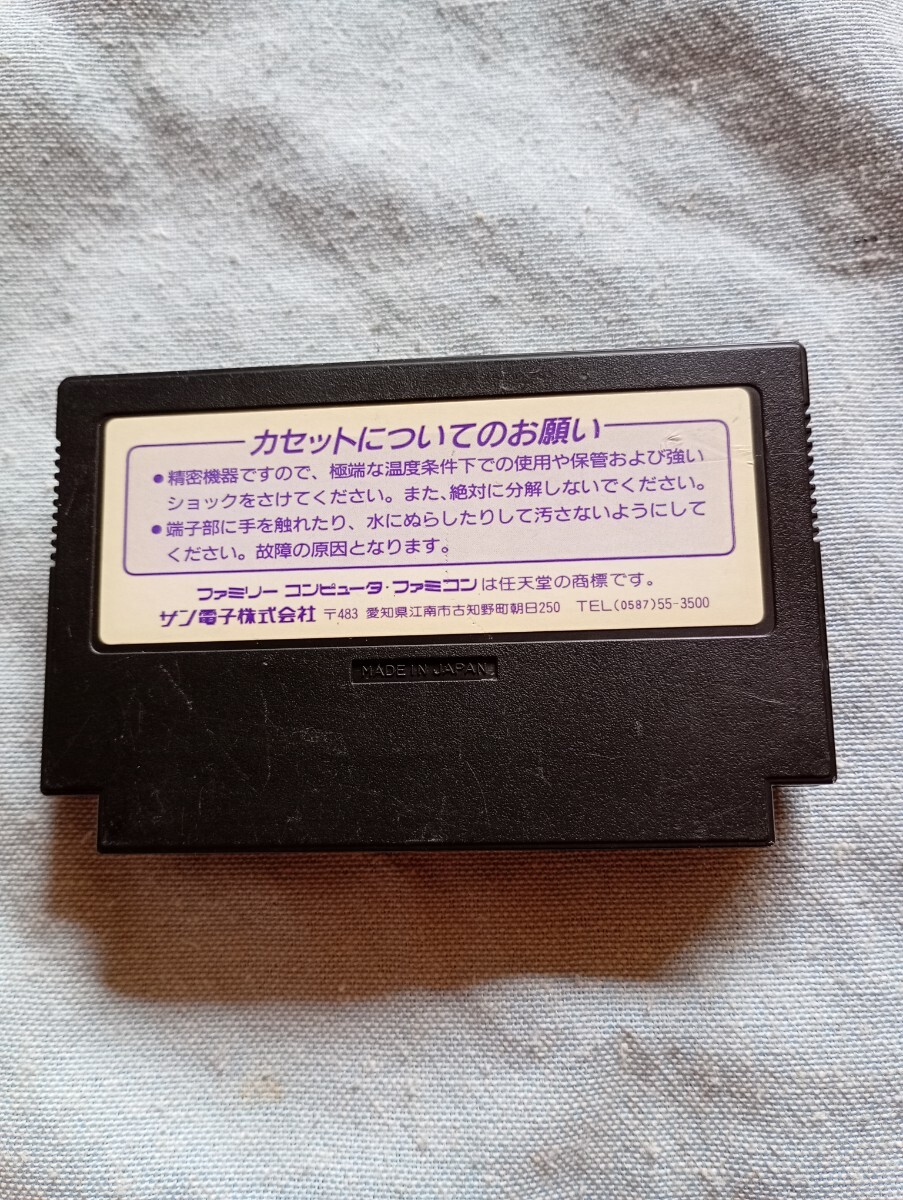 カセットについてのお願い
●精密機器ですので、極端な温度条件下での使用や保管および強い
ショックをさけてください。また、絶対に分解しないでください。
●端子部に手を触れたり、水にぬらしたりして汚さないようにして
ください。故障の原因となります。
ファミリー コンピュータ・ファミコンは任天堂の商標です。
サン電子株式会社 〒483 愛知県江南市古知野町朝日250 TEL(0587)55-3500
MADE IN JAPAN